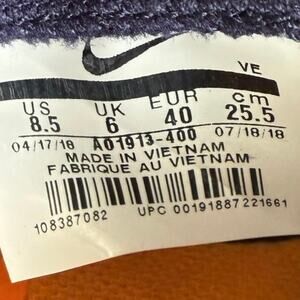 VE
US UK EUR cm
8.5 6 40 25.5
04/17/18 AO1913-400 07/18/18
MADE IN VIETNAM
FABRIQUE AU VIETNAM
108387082 UPC 00191887221661